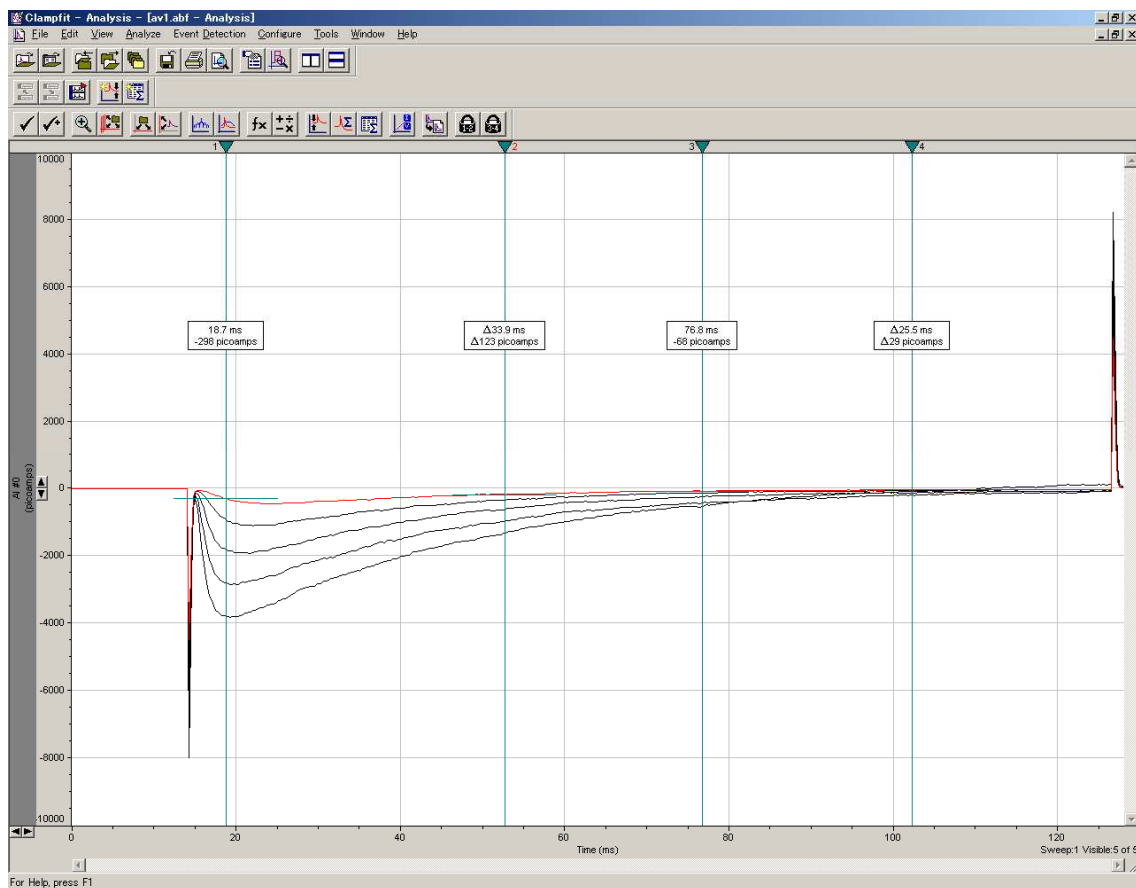 Clampfit - Analysis - [av1.abf - Analysis]
File Edit View Analyze Event Detection Configure Tools Window Help
1 2 3 4
10000
8000
6000
4000
2000
0
-2000
-4000
-6000
-8000
-10000
AI #0
(picoamps)
18.7 ms
-298 picoamps
Δ33.9 ms
Δ123 picoamps
76.8 ms
-68 picoamps
Δ25.5 ms
Δ29 picoamps
0 20 40 60 80 100 120
Time (ms)
Sweep:1 Visible:5 of 5
For Help, press F1